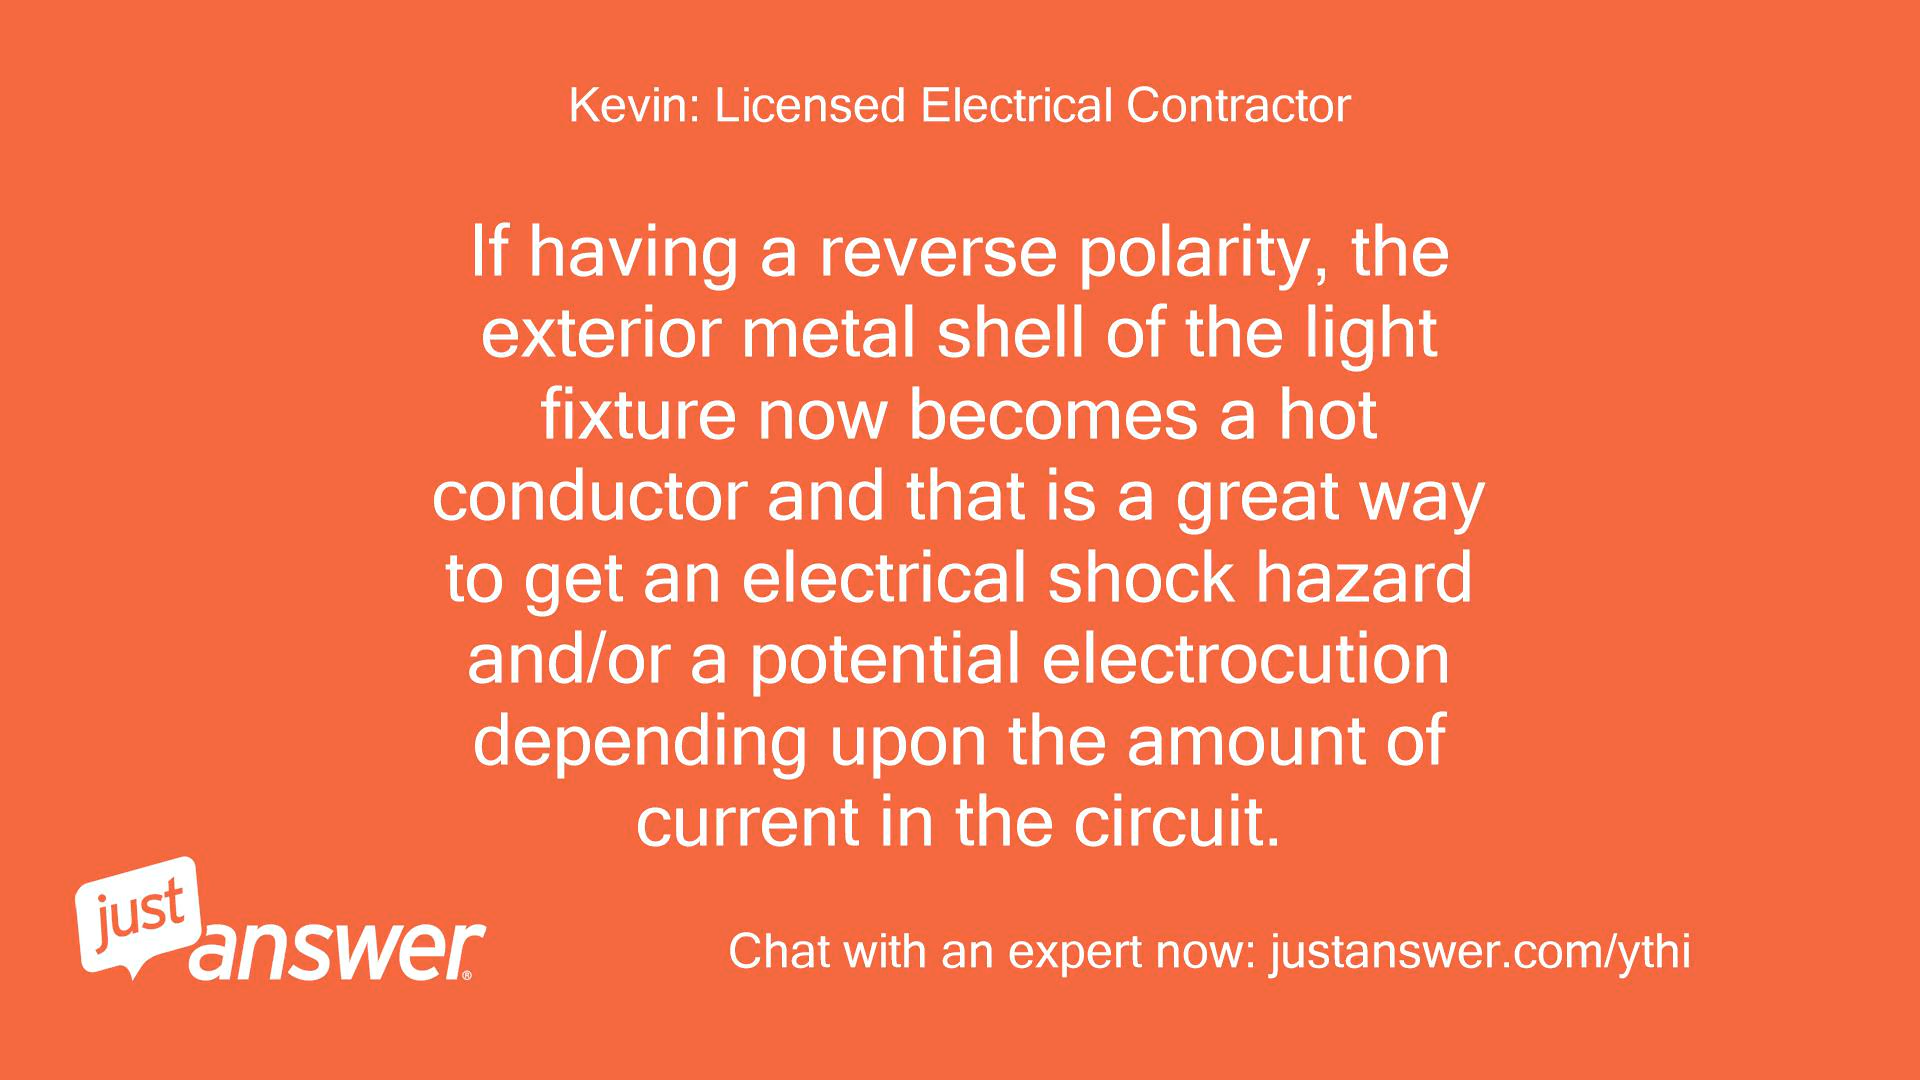 Kevin: Licensed Electrical Contractor
If having a reverse polarity, the
exterior metal shell of the light
fixture now becomes a hot
conductor and that is a great way
to get an electrical shock hazard
and/or a potential electrocution
depending upon the amount of
current in the circuit.
just
answer®
Chat with an expert now: justanswer.com/ythi